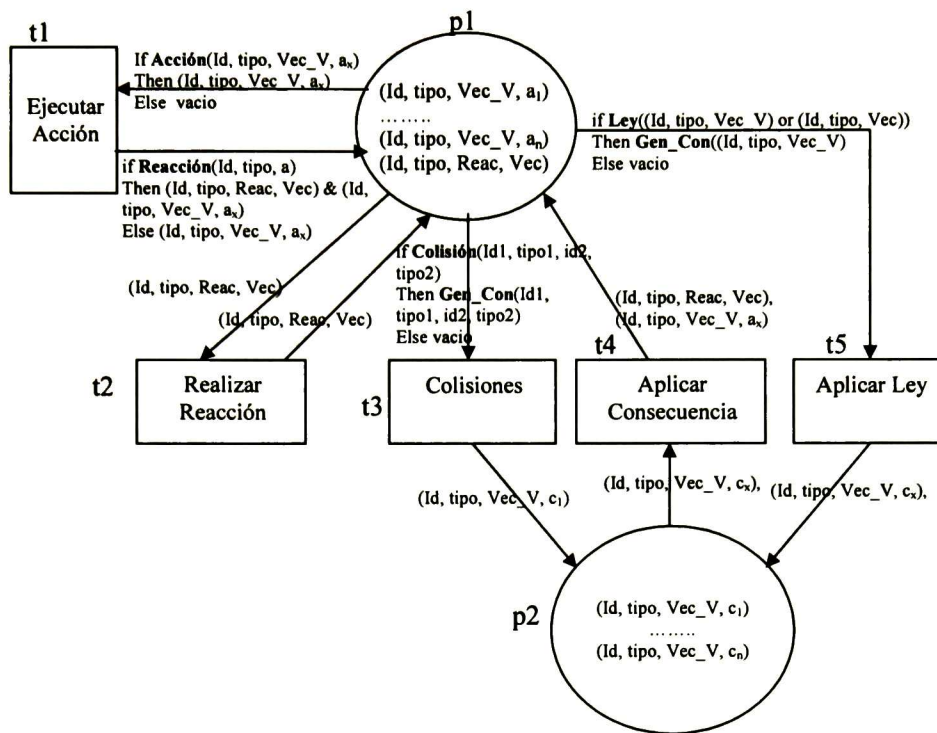 t1
p1
Ejecutar
Acción
If Acción(Id, tipo, Vec_V, aₓ)
Then (Id, tipo, Vec_V, aₓ)
Else vacio
(Id, tipo, Vec_V, a₁)
........
(Id, tipo, Vec_V, aₙ)
(Id, tipo, Reac, Vec)
if Ley((Id, tipo, Vec_V) or (Id, tipo, Vec))
Then Gen_Con((Id, tipo, Vec_V)
Else vacio
if Reacción(Id, tipo, a)
Then (Id, tipo, Reac, Vec) & (Id,
tipo, Vec_V, aₓ)
Else (Id, tipo, Vec_V, aₓ)
if Colisión(Id1, tipo1, id2,
tipo2)
Then Gen_Con(Id1,
tipo1, id2, tipo2)
Else vacio
(Id, tipo, Reac, Vec)
(Id, tipo, Reac, Vec)
(Id, tipo, Reac, Vec),
(Id, tipo, Vec_V, aₓ)
t2
Realizar
Reacción
t3
Colisiones
t4
Aplicar
Consecuencia
t5
Aplicar Ley
(Id, tipo, Vec_V, c₁)
(Id, tipo, Vec_V, cₓ),
(Id, tipo, Vec_V, cₓ),
p2
(Id, tipo, Vec_V, c₁)
........
(Id, tipo, Vec_V, cₙ)